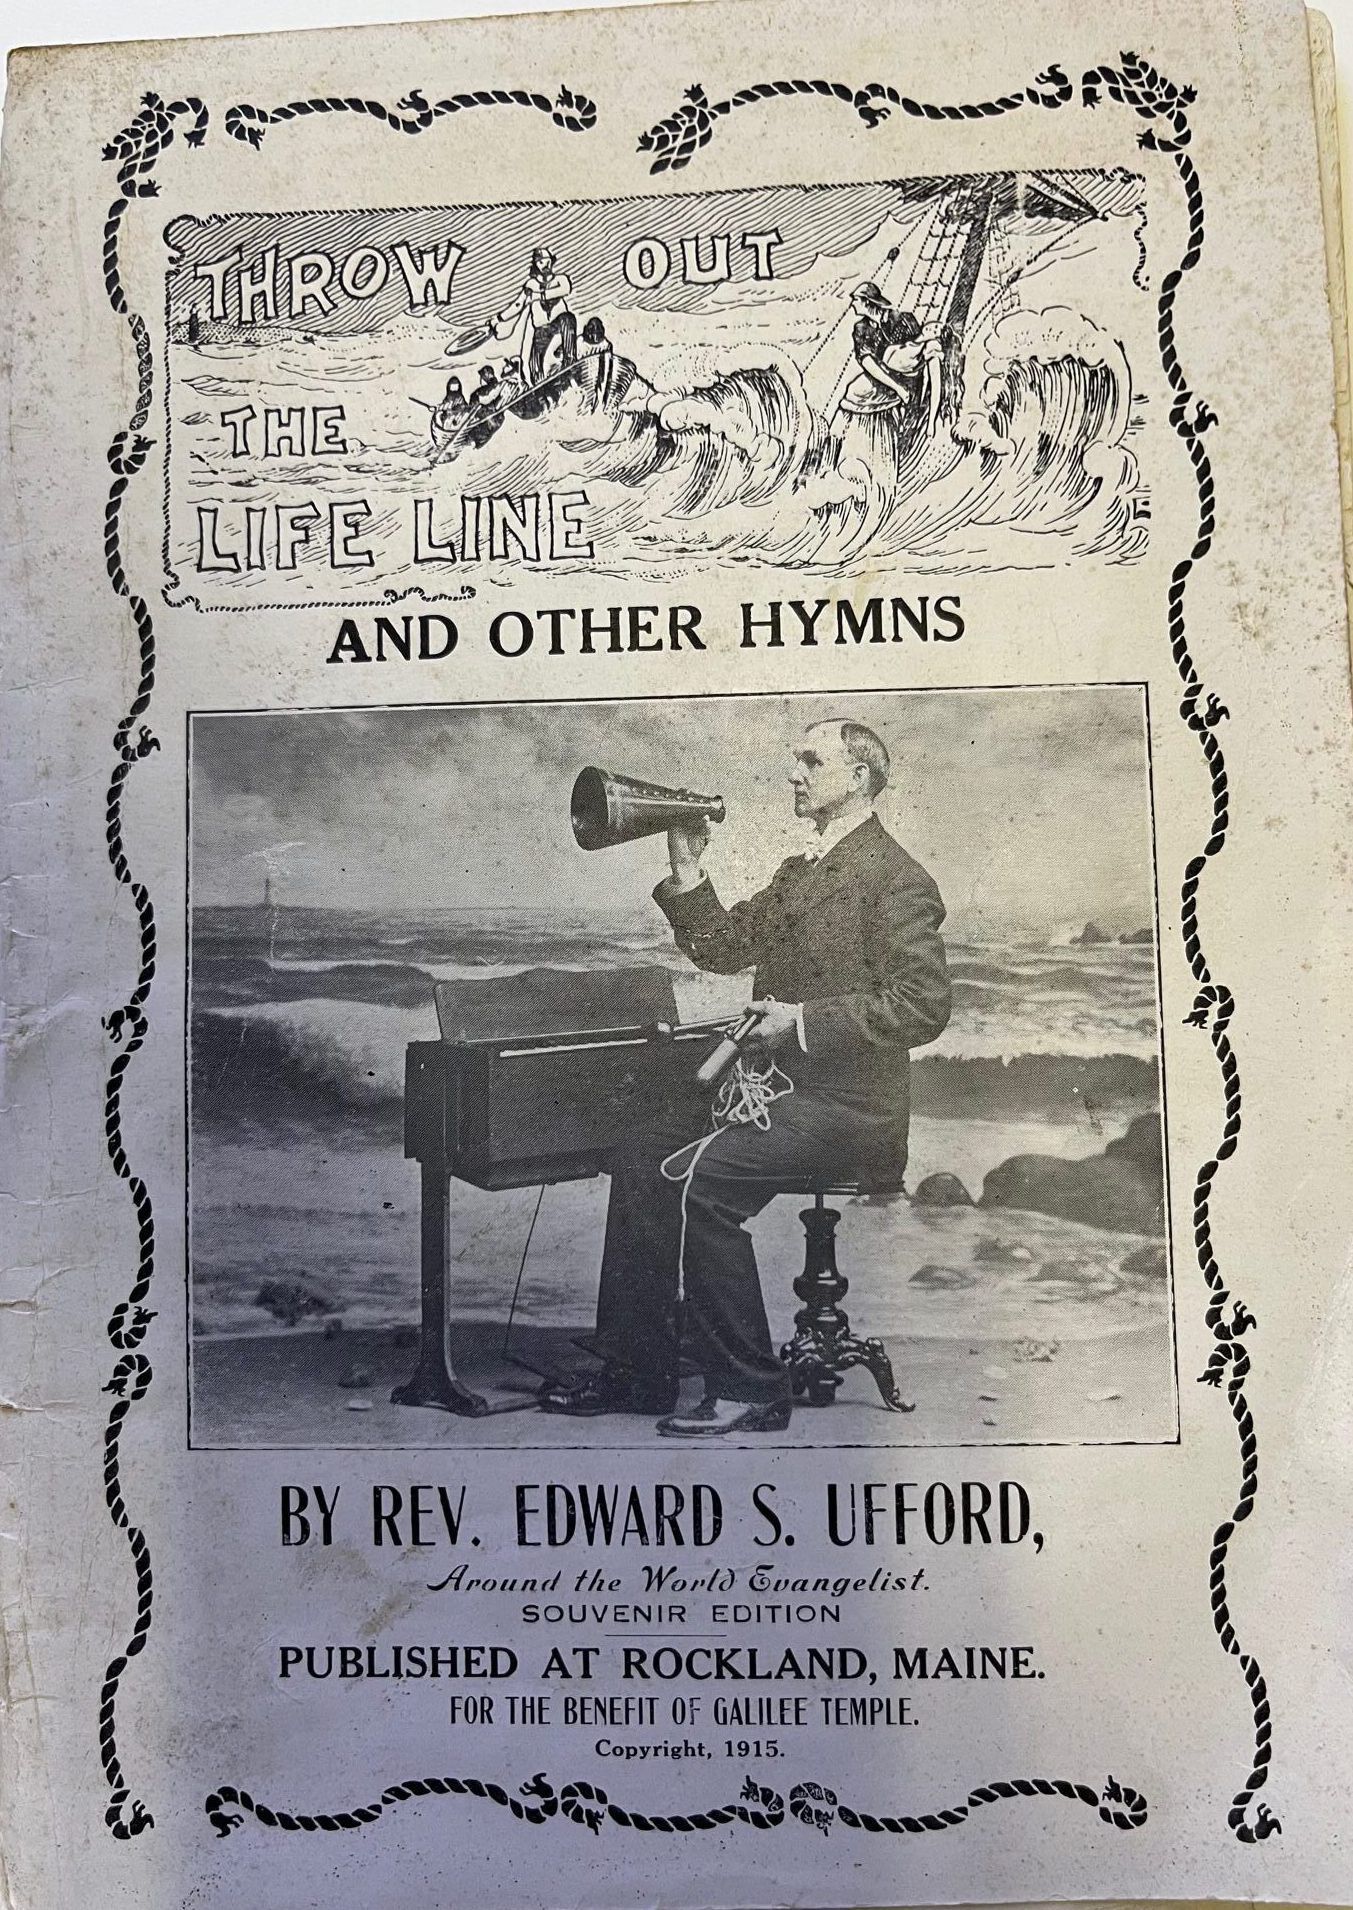 THROW OUT
THE
LIFE LINE
AND OTHER HYMNS
BY REV. EDWARD S. UFFORD,
Around the World Evangelist.
SOUVENIR EDITION
PUBLISHED AT ROCKLAND, MAINE.
FOR THE BENEFIT OF GALILEE TEMPLE.
Copyright, 1915.